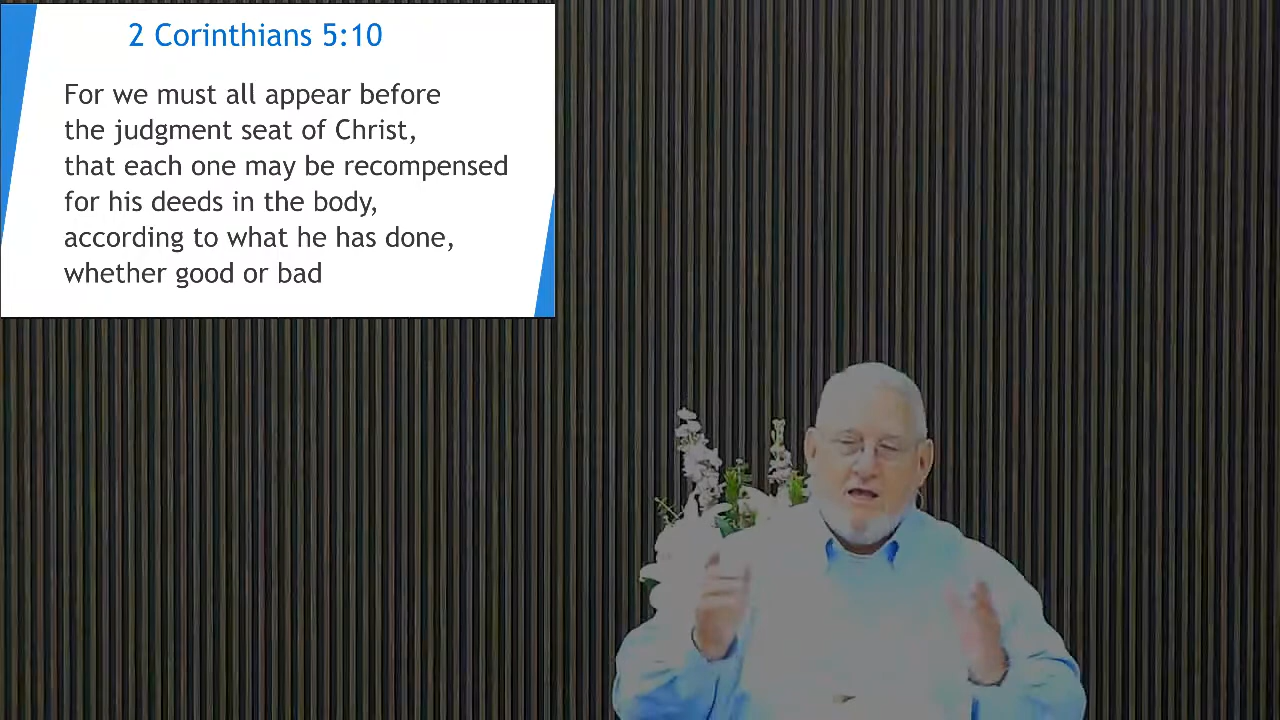 2 Corinthians 5:10
For we must all appear before
the judgment seat of Christ,
that each one may be recompensed
for his deeds in the body,
according to what he has done,
whether good or bad